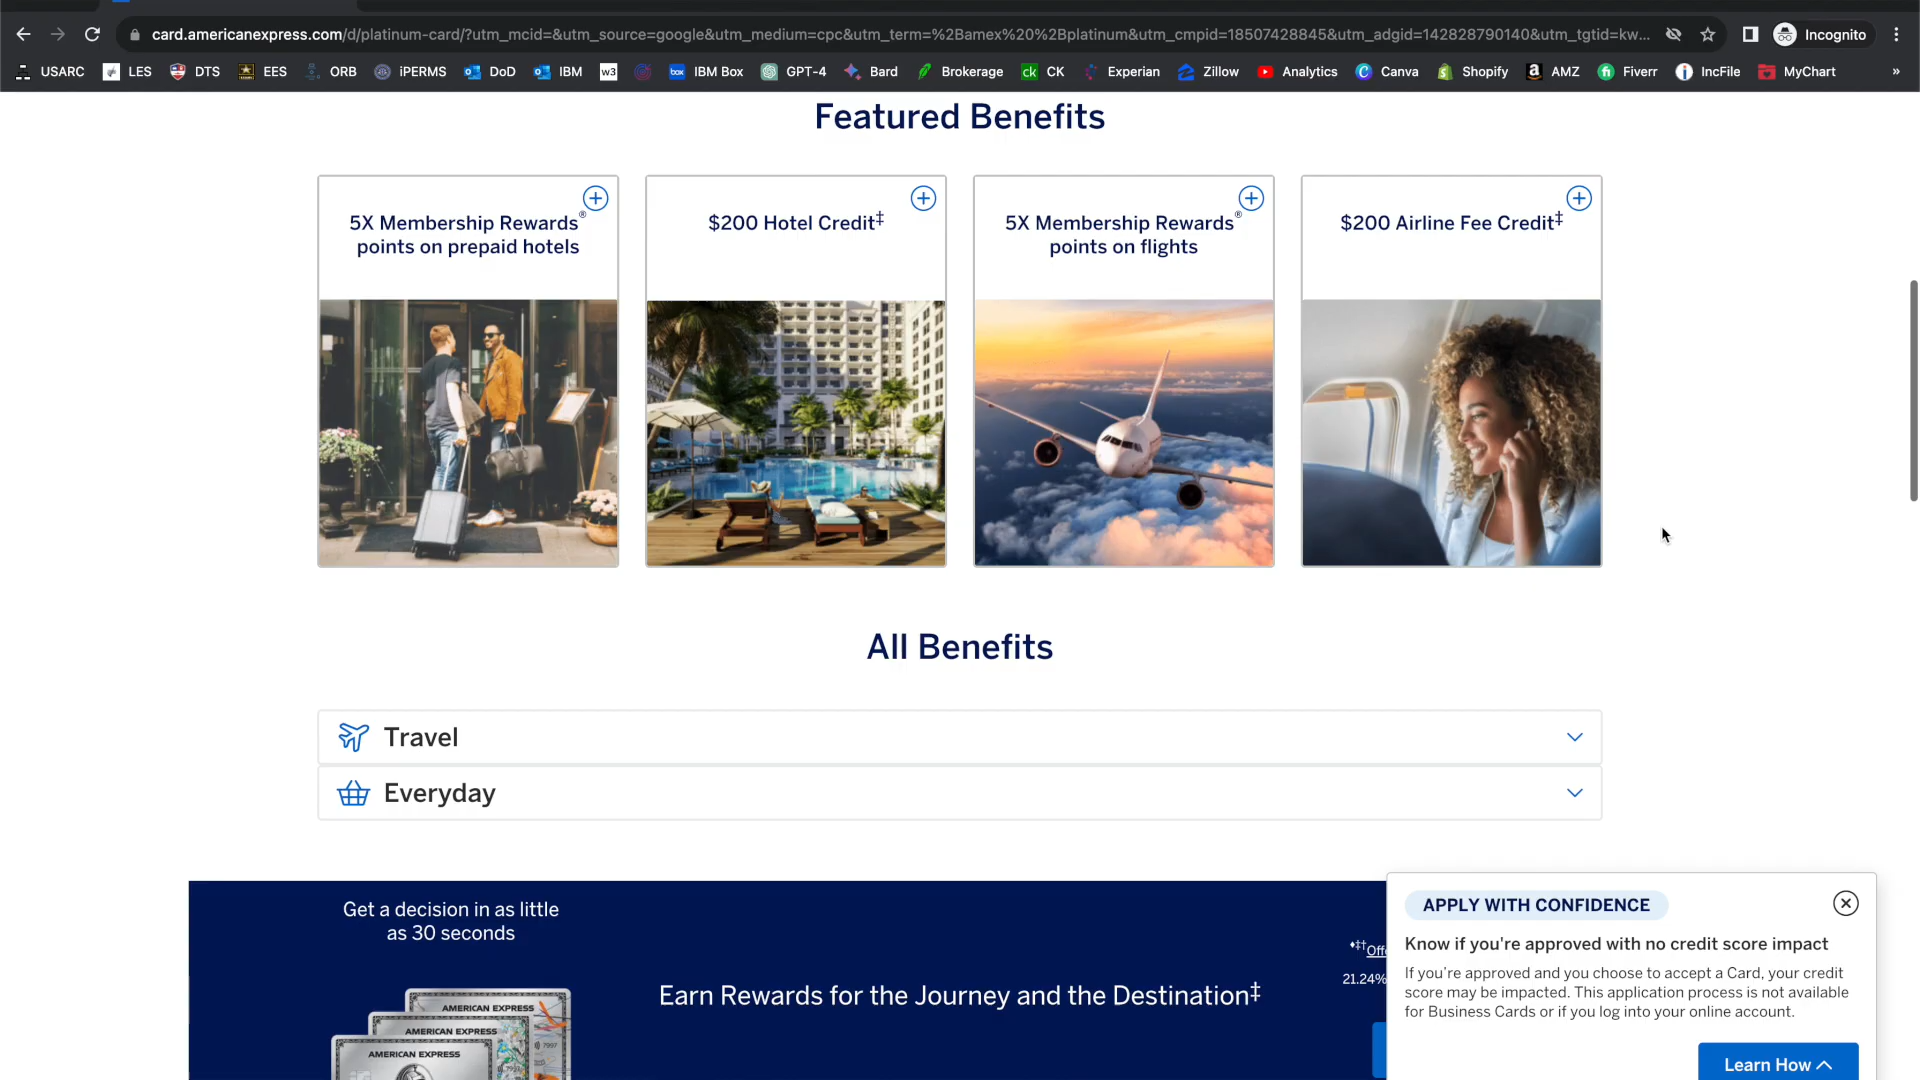 card.americanexpress.com/d/platinum-card/?utm_mcid=&utm_source=google&utm_medium=cpc&utm_term=%2Bamex%20%2Bplatinum&utm_cmpid=18507428845&utm_adgid=142828790140&utm_tgtid=kw...
Incognito
USARC LES DTS EES ORB iPERMS DoD IBM w3 box IBM Box GPT-4 Bard Brokerage ck CK Experian Zillow Analytics Canva Shopify AMZ Fiverr IncFile MyChart »
Featured Benefits
5X Membership Rewards®
points on prepaid hotels
$200 Hotel Credit‡
5X Membership Rewards®
points on flights
$200 Airline Fee Credit‡
All Benefits
Travel
Everyday
Get a decision in as little
as 30 seconds
AMERICAN EXPRESS
AMERICAN EXPRESS
AMERICAN EXPRESS
7997
Earn Rewards for the Journey and the Destination‡
♦‡†Offe
21.24%
APPLY WITH CONFIDENCE
Know if you're approved with no credit score impact
If you're approved and you choose to accept a Card, your credit
score may be impacted. This application process is not available
for Business Cards or if you log into your online account.
Learn How